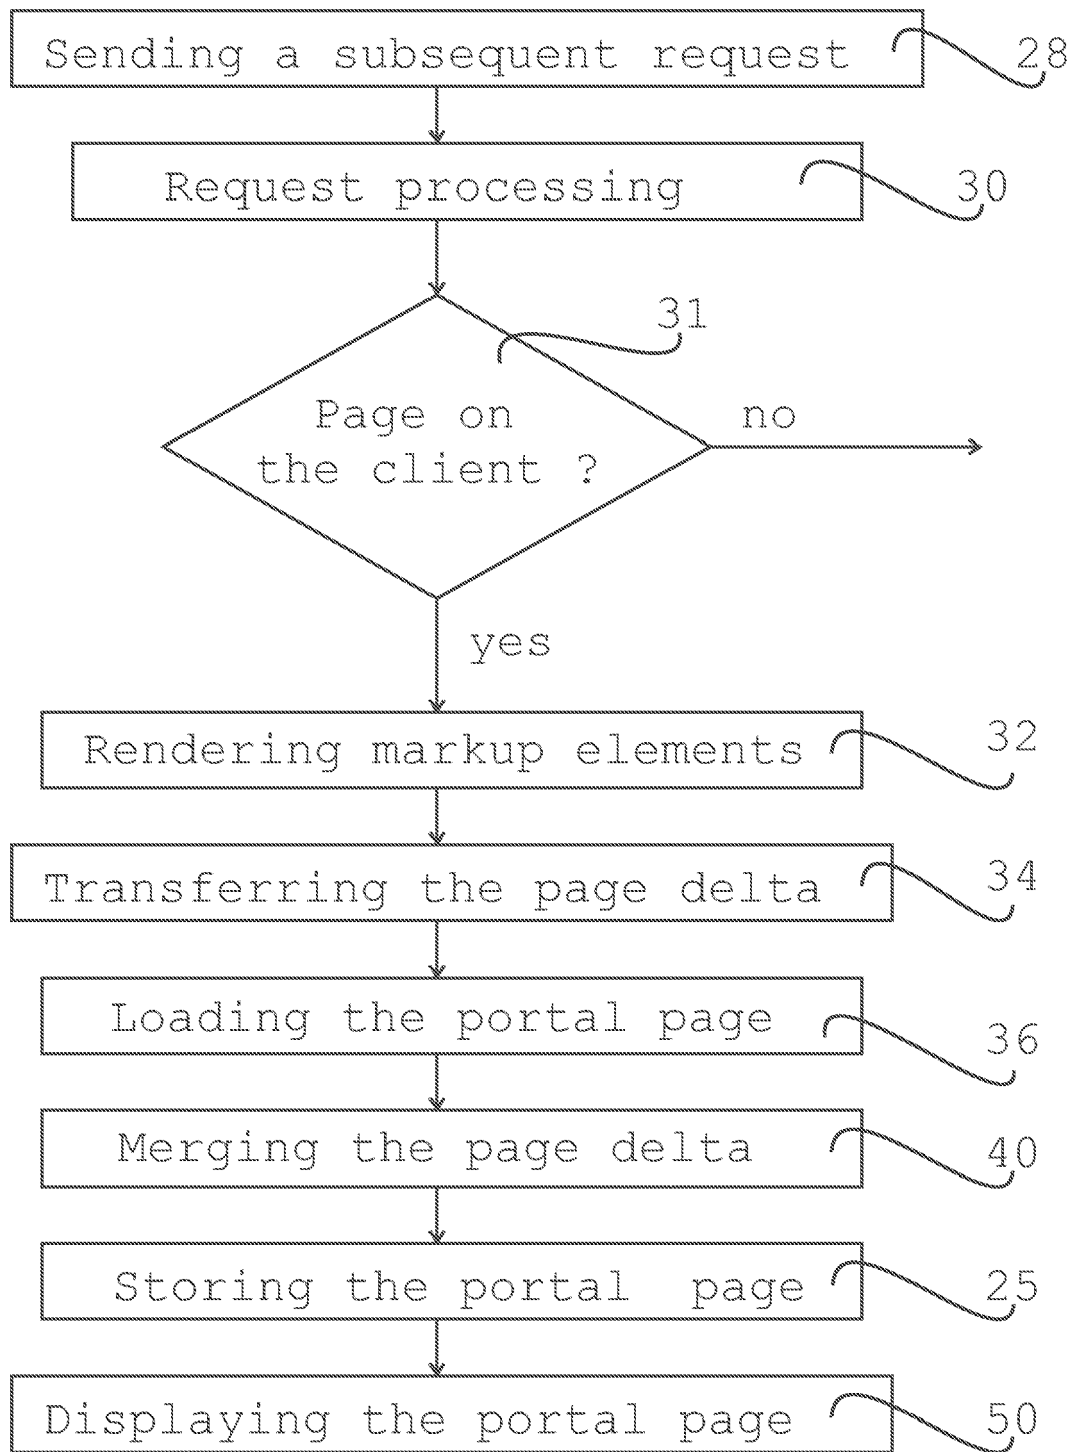 Sending a subsequent request
28
Request processing
30
31
Page on
the client ?
no
yes
Rendering markup elements
32
Transferring the page delta
34
Loading the portal page
36
Merging the page delta
40
Storing the portal page
25
Displaying the portal page
50